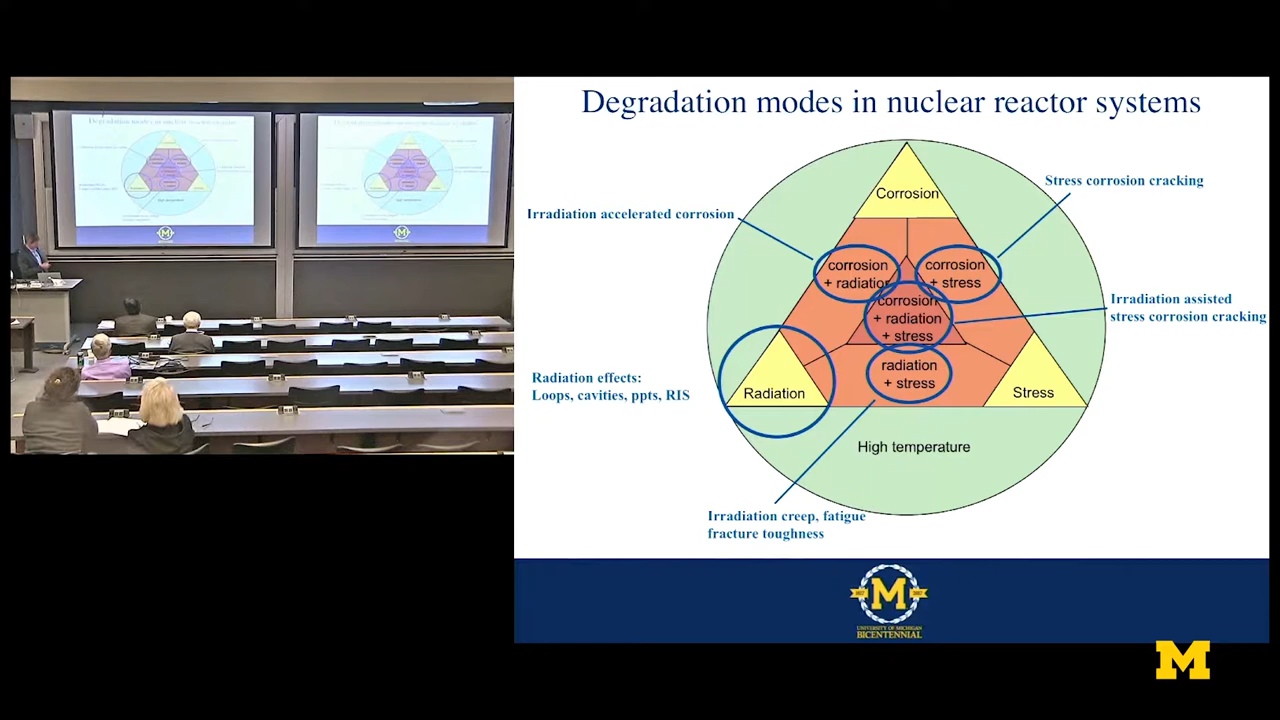 Degradation modes in nuclear reactor systems
Corrosion
Stress corrosion cracking
Irradiation accelerated corrosion
corrosion
+ radiation
corrosion
+ stress
corrosion
+ radiation
+ stress
Irradiation assisted
stress corrosion cracking
radiation
+ stress
Radiation effects:
Loops, cavities, ppts, RIS
Radiation
Stress
High temperature
Irradiation creep, fatigue
fracture toughness
M
1817
2017
UNIVERSITY OF MICHIGAN
BICENTENNIAL
M